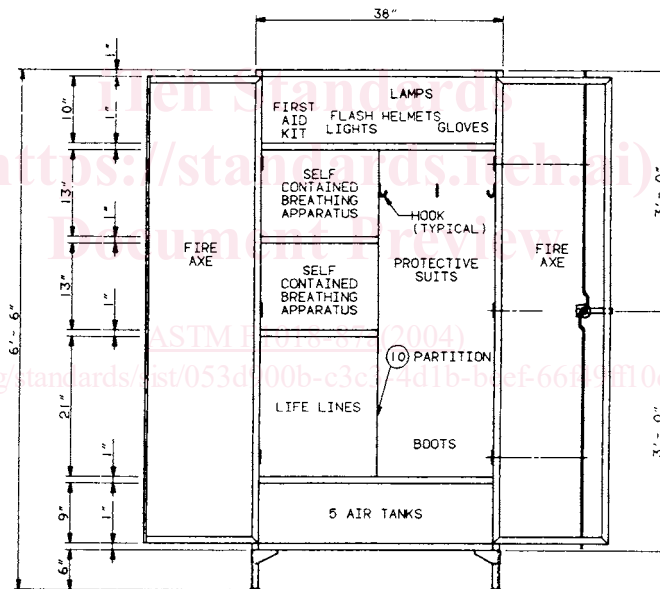 38"
1"
10"
1"
13"
1"
13"
1"
21"
1"
9"
1"
6"
6'- 6"
LAMPS
FIRST AID KIT
FLASH LIGHTS
HELMETS
GLOVES
SELF
CONTAINED
BREATHING
APPARATUS
HOOK
(TYPICAL)
FIRE
AXE
PROTECTIVE
SUITS
FIRE
AXE
SELF
CONTAINED
BREATHING
APPARATUS
10 PARTITION
LIFE LINES
BOOTS
5 AIR TANKS
3'- 0"
3'- 0"
iTeh Standards
https://standards.iteh.ai)
Document Preview
ASTM
(2004)